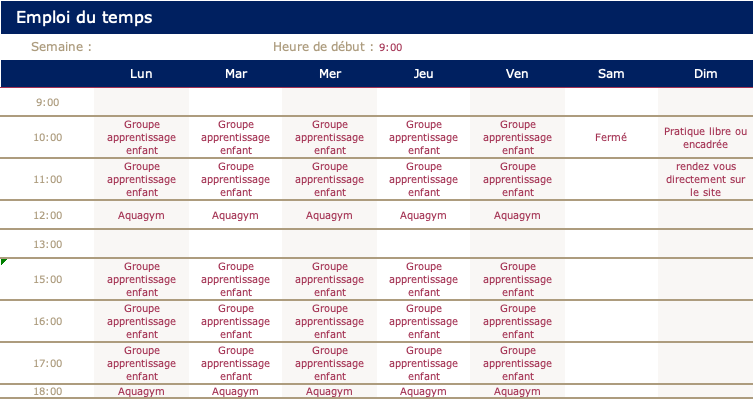 Emploi du temps
Semaine : Heure de début : 9:00
Lun Mar Mer Jeu Ven Sam Dim
9:00
10:00
Groupe apprentissage enfant
Groupe apprentissage enfant
Groupe apprentissage enfant
Groupe apprentissage enfant
Groupe apprentissage enfant
Fermé
Pratique libre ou encadrée
11:00
Groupe apprentissage enfant
Groupe apprentissage enfant
Groupe apprentissage enfant
Groupe apprentissage enfant
Groupe apprentissage enfant
rendez vous directement sur le site
12:00 Aquagym Aquagym Aquagym Aquagym Aquagym
13:00
15:00
Groupe apprentissage enfant
Groupe apprentissage enfant
Groupe apprentissage enfant
Groupe apprentissage enfant
Groupe apprentissage enfant
16:00
Groupe apprentissage enfant
Groupe apprentissage enfant
Groupe apprentissage enfant
Groupe apprentissage enfant
Groupe apprentissage enfant
17:00
Groupe apprentissage enfant
Groupe apprentissage enfant
Groupe apprentissage enfant
Groupe apprentissage enfant
Groupe apprentissage enfant
18:00 Aquagym Aquagym Aquagym Aquagym Aquagym